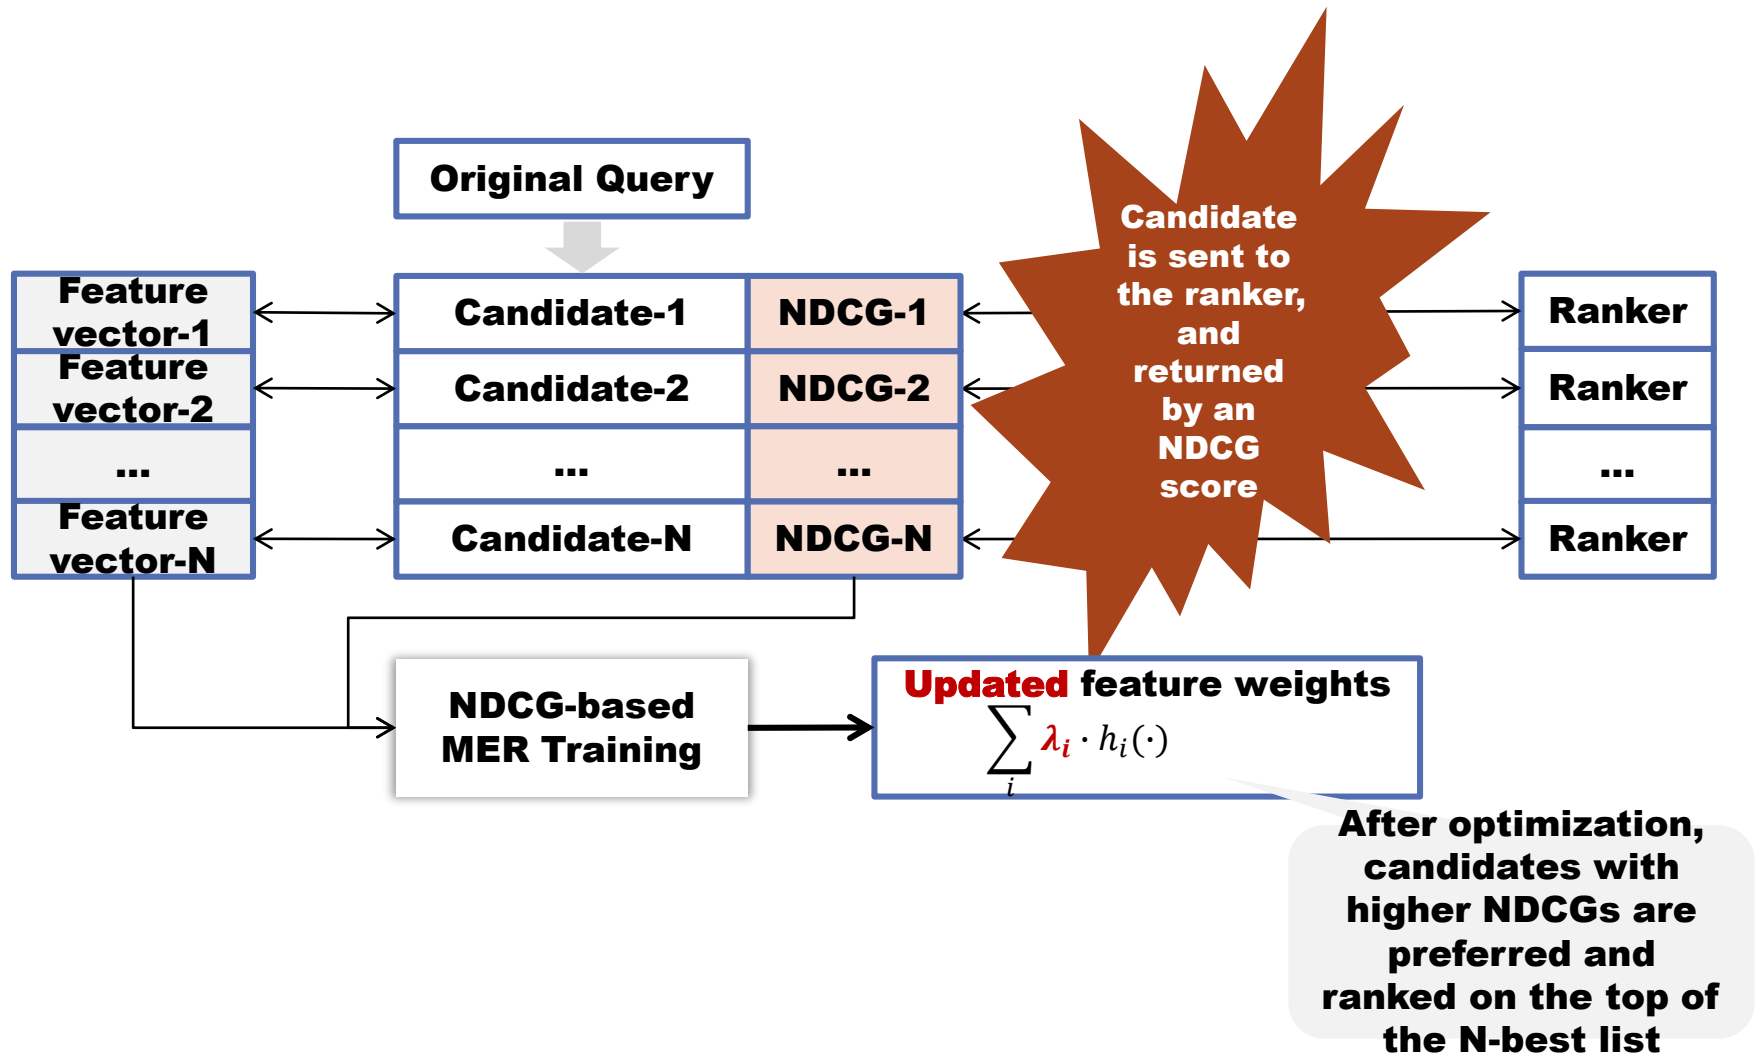 Original Query
Feature
vector-1
Candidate-1
NDCG-1
Ranker
Feature
vector-2
Candidate-2
NDCG-2
Ranker
...
...
...
...
Feature
vector-N
Candidate-N
NDCG-N
Ranker
Candidate
is sent to
the ranker,
and
returned
by an
NDCG
score
NDCG-based
MER Training
Updated feature weights
∑_i λ_i · h_i(·)
After optimization,
candidates with
higher NDCGs are
preferred and
ranked on the top of
the N-best list